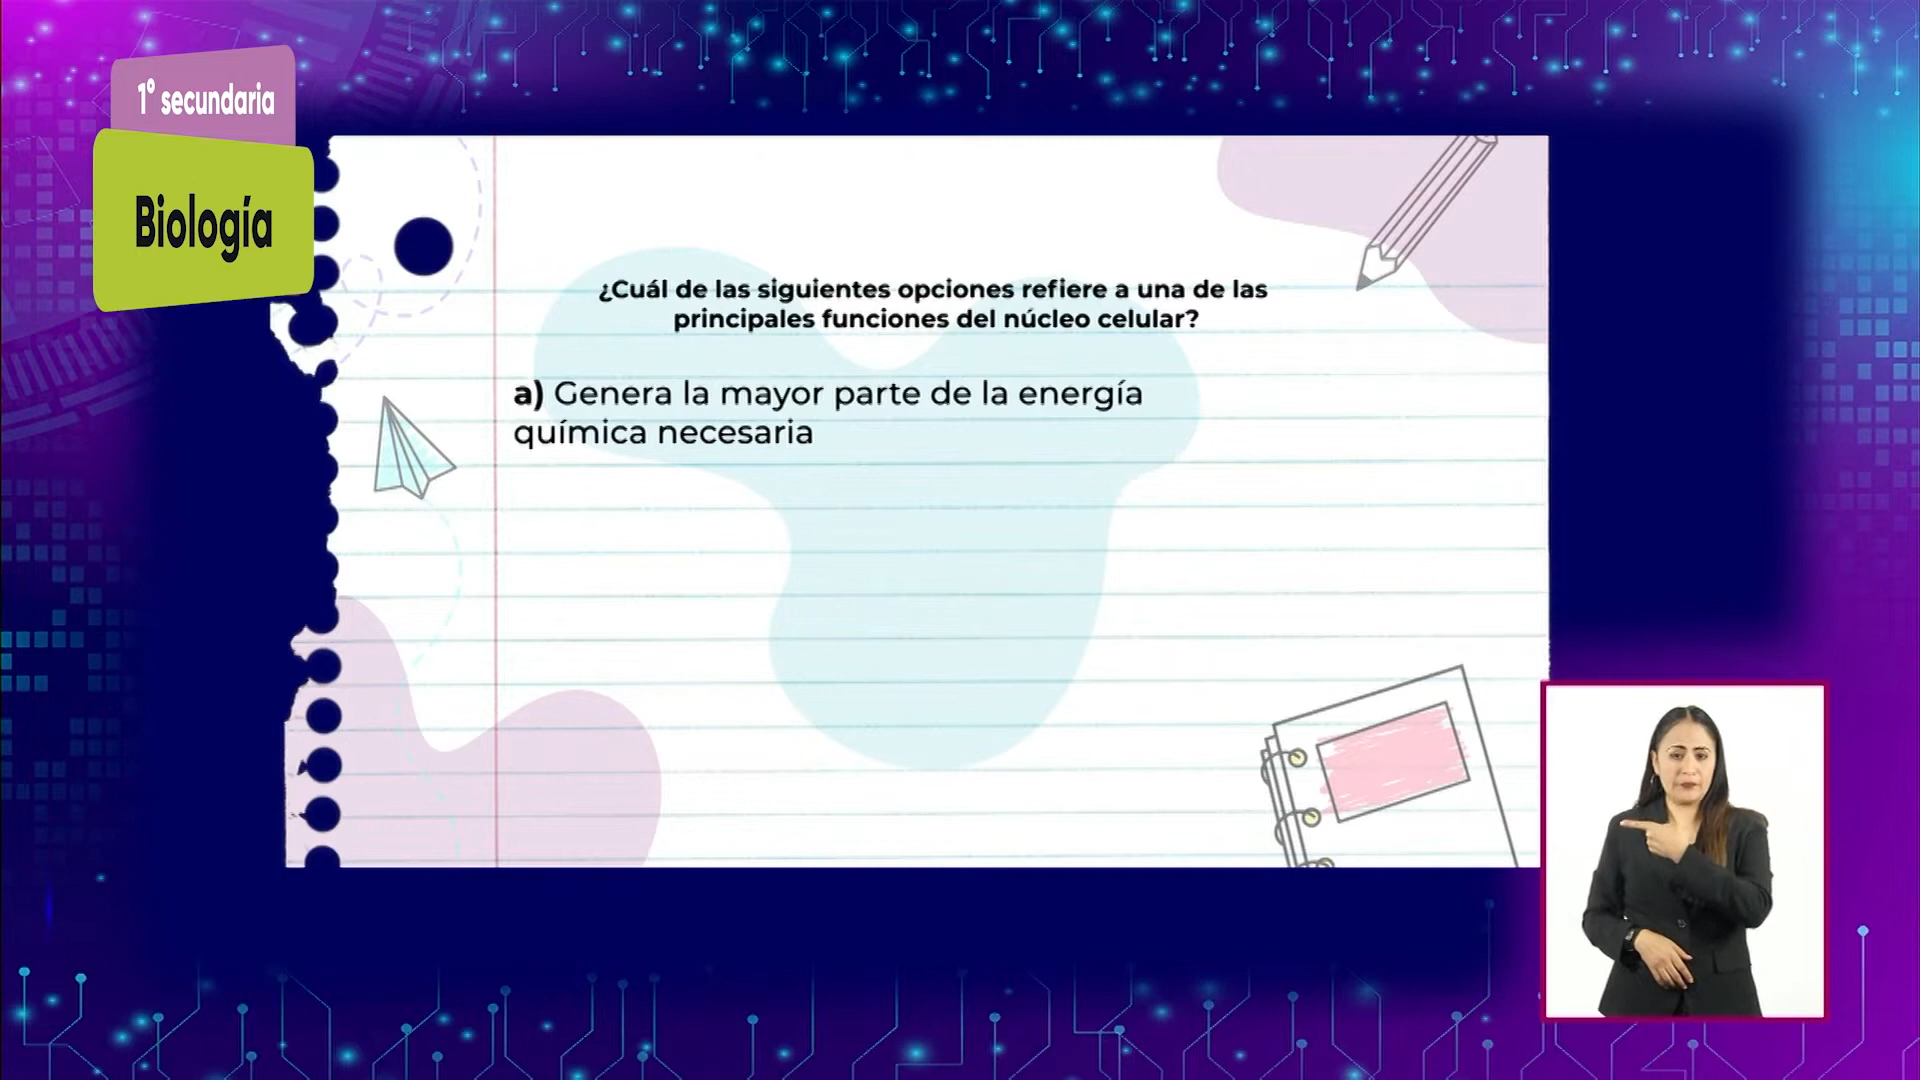 1° secundaria
Biología
¿Cuál de las siguientes opciones refiere a una de las
principales funciones del núcleo celular?
a) Genera la mayor parte de la energía
química necesaria